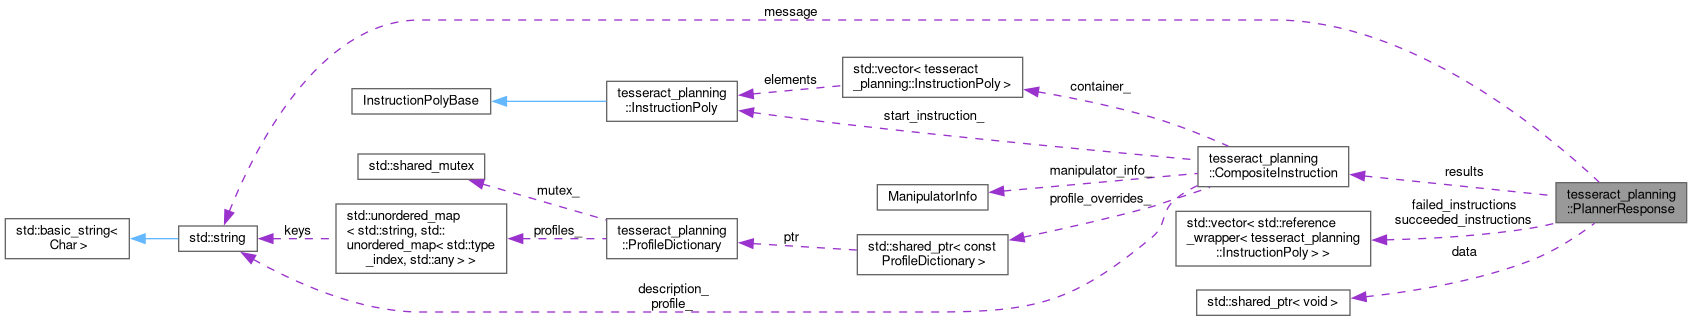 message
std::vector< tesseract
_planning::InstructionPoly >
elements
container_
tesseract_planning
::InstructionPoly
InstructionPolyBase
start_instruction_
std::shared_mutex
tesseract_planning
::CompositeInstruction
manipulator_info_
results
mutex_
ManipulatorInfo
profile_overrides_
tesseract_planning
::PlannerResponse
failed_instructions
succeeded_instructions
std::basic_string<
Char >
std::string
keys
std::unordered_map
< std::string, std::
unordered_map< std::type
_index, std::any > >
profiles_
tesseract_planning
::ProfileDictionary
ptr
std::shared_ptr< const
ProfileDictionary >
std::vector< std::reference
_wrapper< tesseract_planning
::InstructionPoly > >
data
description_
profile_
std::shared_ptr< void >